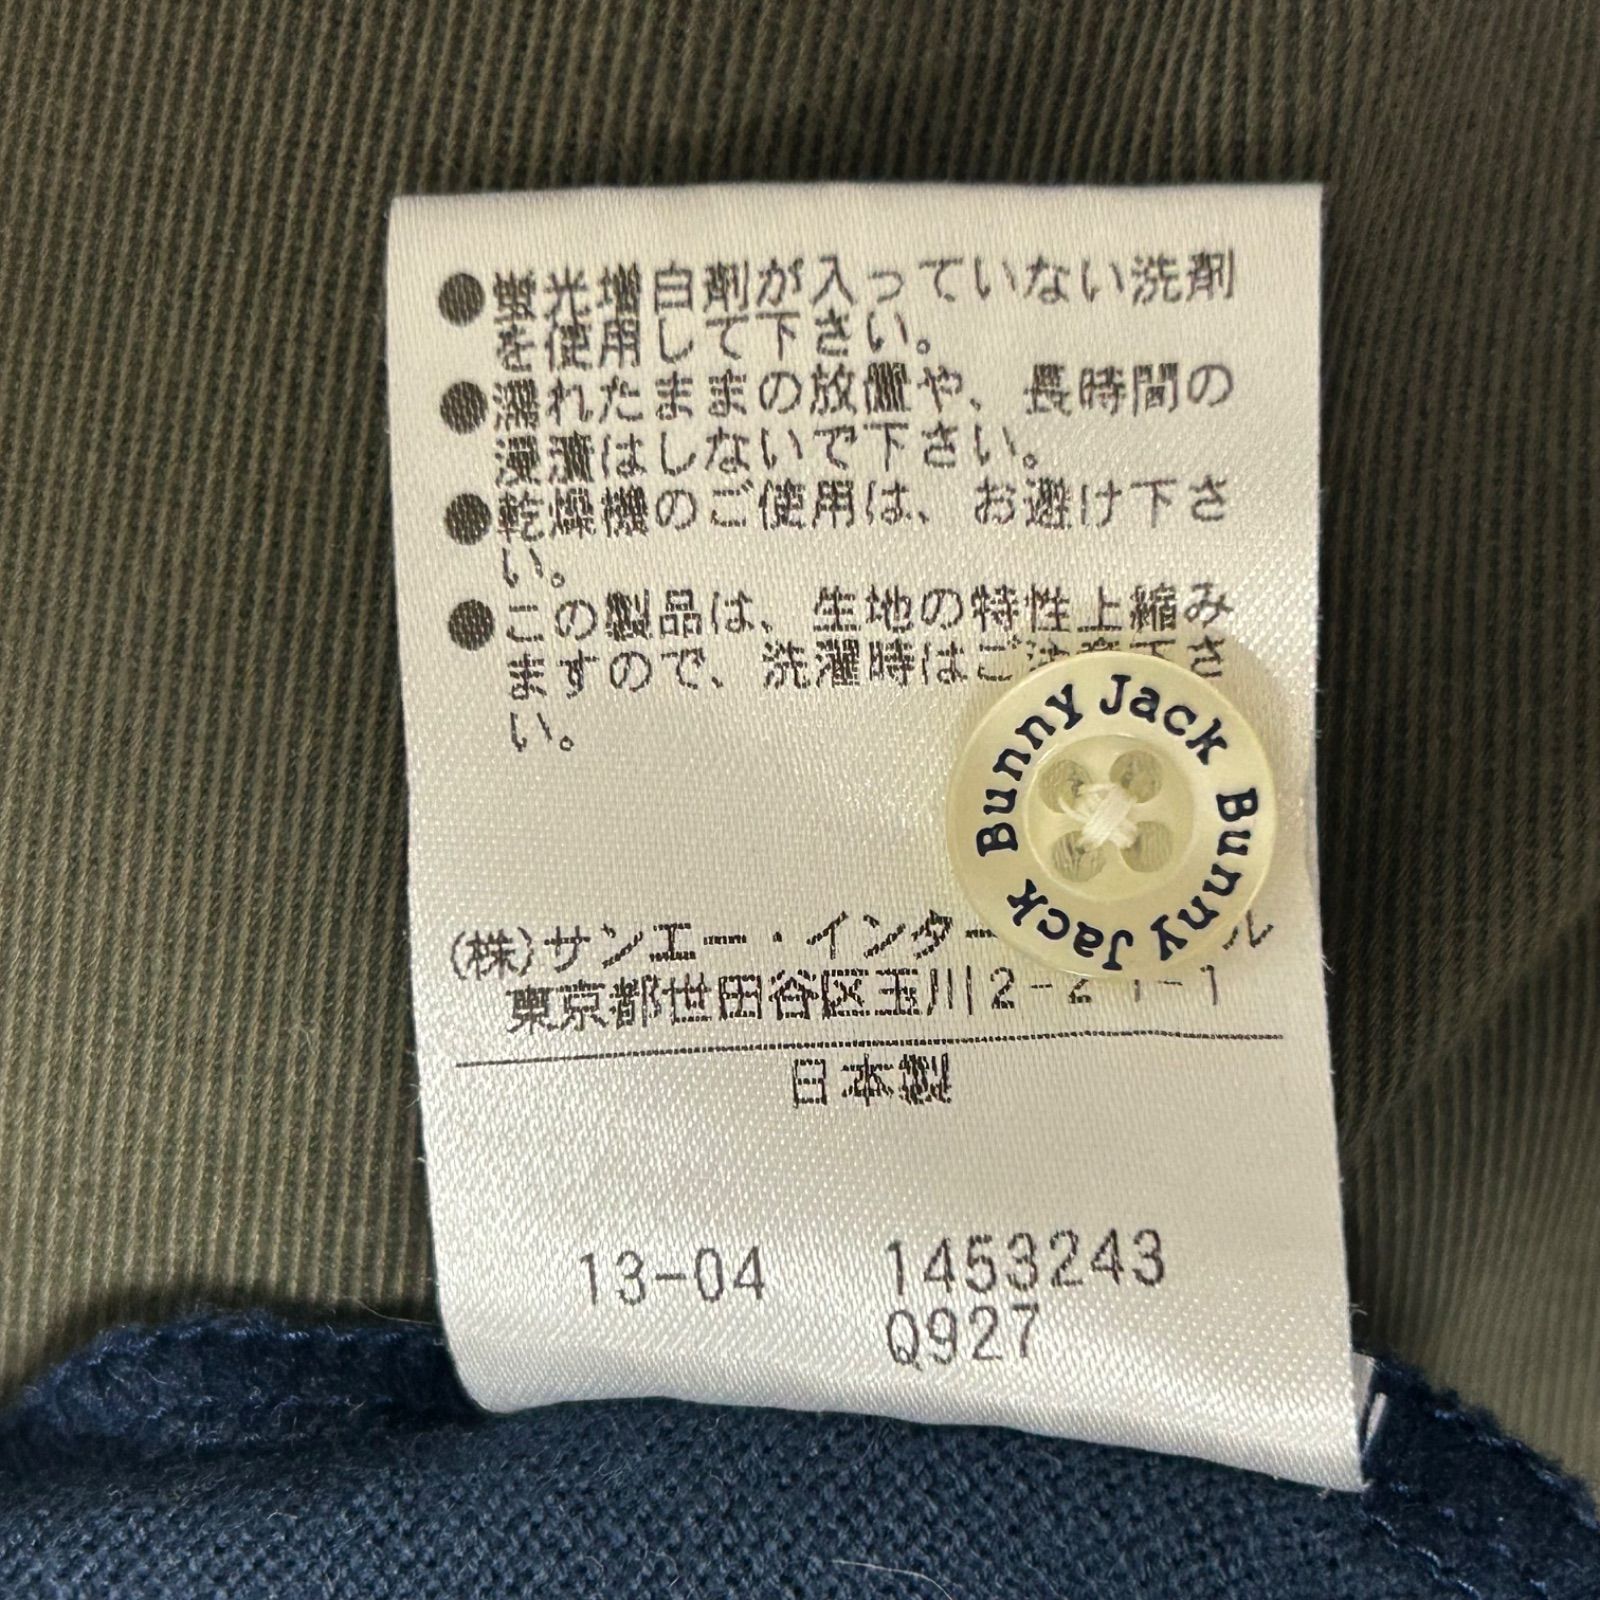 ●蛍光増白剤が入っていない洗剤
を使用して下さい。
●濡れたままの放置や、長時間の
浸漬はしないで下さい。
●乾燥機のご使用は、お避け下さ
い。
●この製品は、生地の特性上縮み
ますので、洗濯時はご注意下さ
い。
Bunny Jack Bunny Jack
(株)サンエー・インター ル
東京都世田谷区玉川2-21-1
日本製
13-04 1453243
Q927